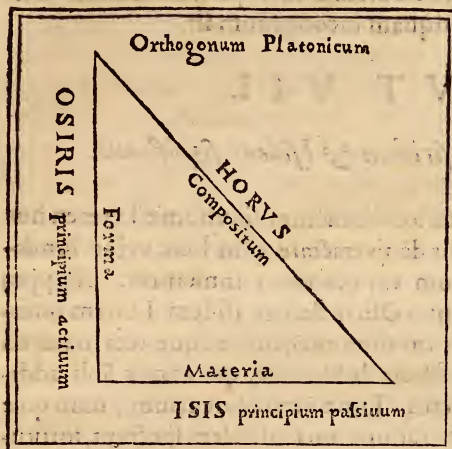 Orthogonum Platonicum
OSIRIS principium actiuum
Forma
HORVS
Compositum
Materia
ISIS principium paſsiuum